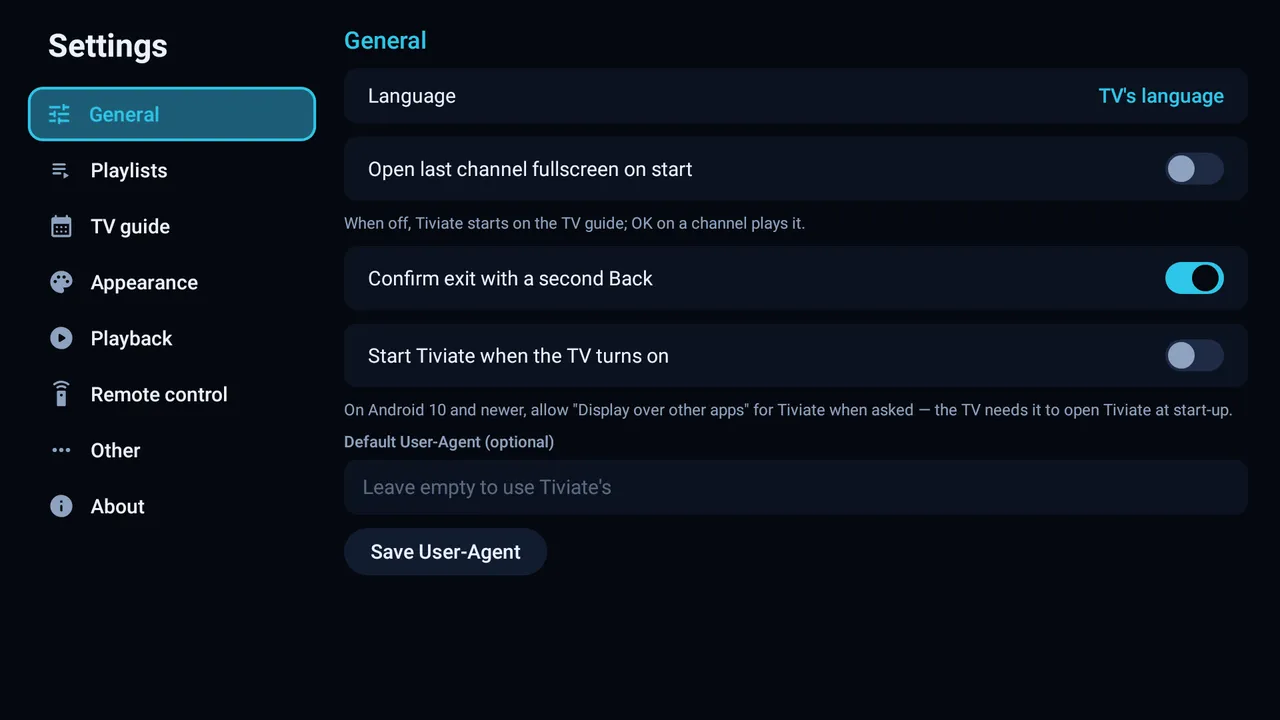 Settings
General
Playlists
TV guide
Appearance
Playback
Remote control
Other
About
General
Language
TV's language
Open last channel fullscreen on start
When off, Tiviate starts on the TV guide; OK on a channel plays it.
Confirm exit with a second Back
Start Tiviate when the TV turns on
On Android 10 and newer, allow "Display over other apps" for Tiviate when asked — the TV needs it to open Tiviate at start-up.
Default User-Agent (optional)
Leave empty to use Tiviate's
Save User-Agent